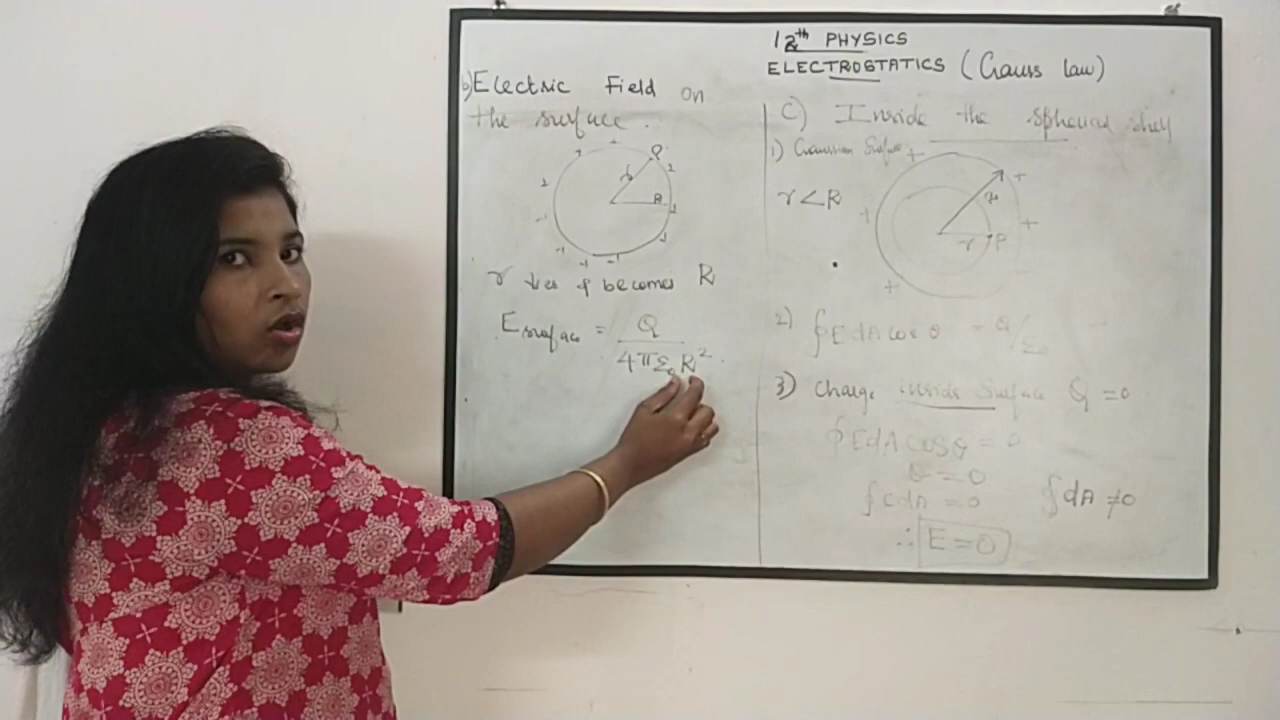 12th PHYSICS
ELECTROSTATICS (Gauss law)
b) Electric Field on
the surface.
+ + + + + + + + +
P
r
R
r ↓es & becomes R
E surface = Q / 4πε₀R²
c) Inside the spherical shell
1) Gaussian Surface
r < R
+ + + + +
R
r P
2) ∮EdA cos θ = Q/ε₀
3) Charge inside surface Q = 0
∮EdA cos θ = 0
θ = 0
∮EdA = 0 ∮dA ≠ 0
∴ E = 0